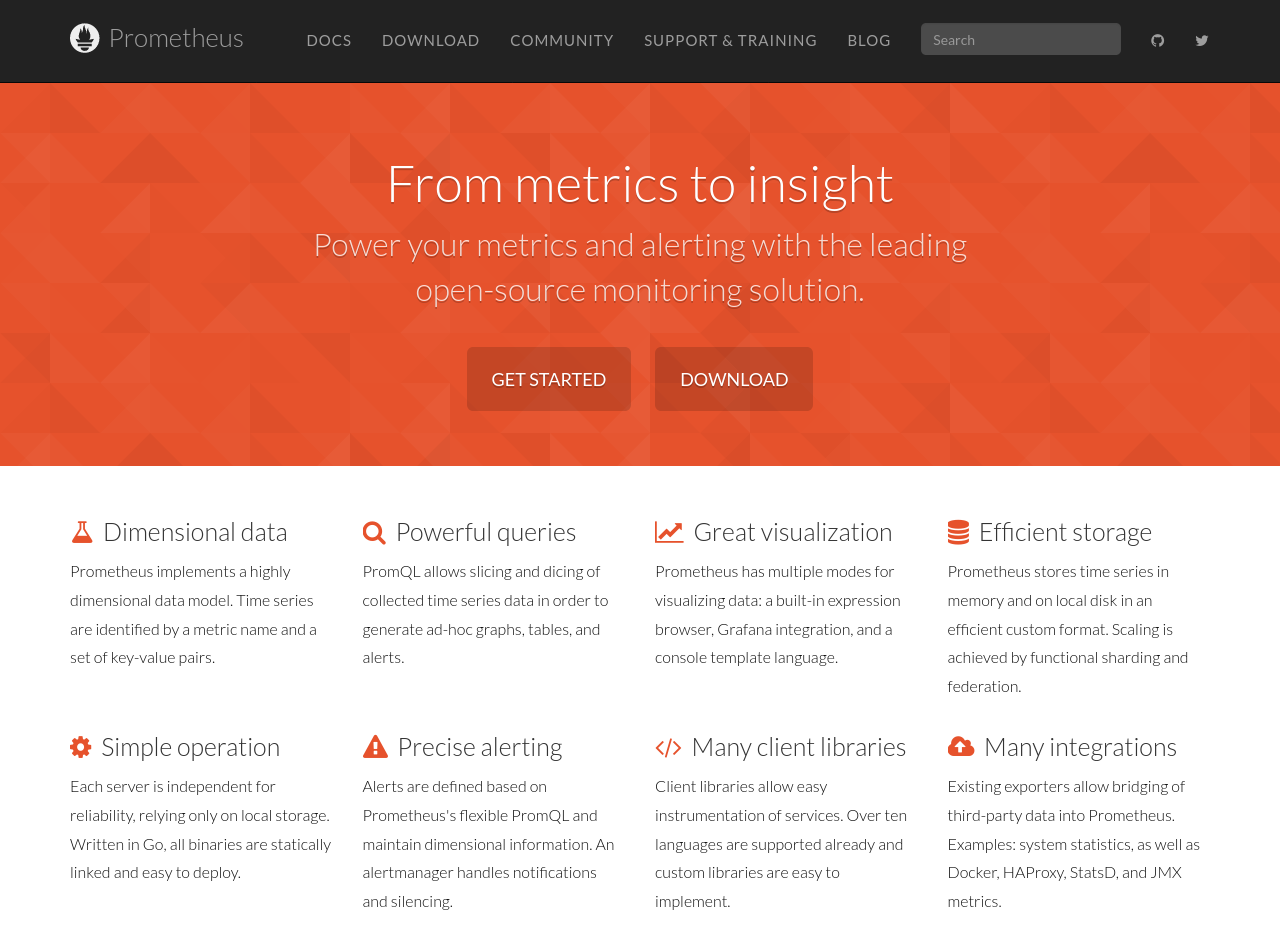 Prometheus
DOCS
DOWNLOAD
COMMUNITY
SUPPORT & TRAINING
BLOG
Search
From metrics to insight
Power your metrics and alerting with the leading
open-source monitoring solution.
GET STARTED
DOWNLOAD
Dimensional data
Prometheus implements a highly
dimensional data model. Time series
are identified by a metric name and a
set of key-value pairs.
Powerful queries
PromQL allows slicing and dicing of
collected time series data in order to
generate ad-hoc graphs, tables, and
alerts.
Great visualization
Prometheus has multiple modes for
visualizing data: a built-in expression
browser, Grafana integration, and a
console template language.
Efficient storage
Prometheus stores time series in
memory and on local disk in an
efficient custom format. Scaling is
achieved by functional sharding and
federation.
Simple operation
Each server is independent for
reliability, relying only on local storage.
Written in Go, all binaries are statically
linked and easy to deploy.
Precise alerting
Alerts are defined based on
Prometheus's flexible PromQL and
maintain dimensional information. An
alertmanager handles notifications
and silencing.
Many client libraries
Client libraries allow easy
instrumentation of services. Over ten
languages are supported already and
custom libraries are easy to
implement.
Many integrations
Existing exporters allow bridging of
third-party data into Prometheus.
Examples: system statistics, as well as
Docker, HAProxy, StatsD, and JMX
metrics.